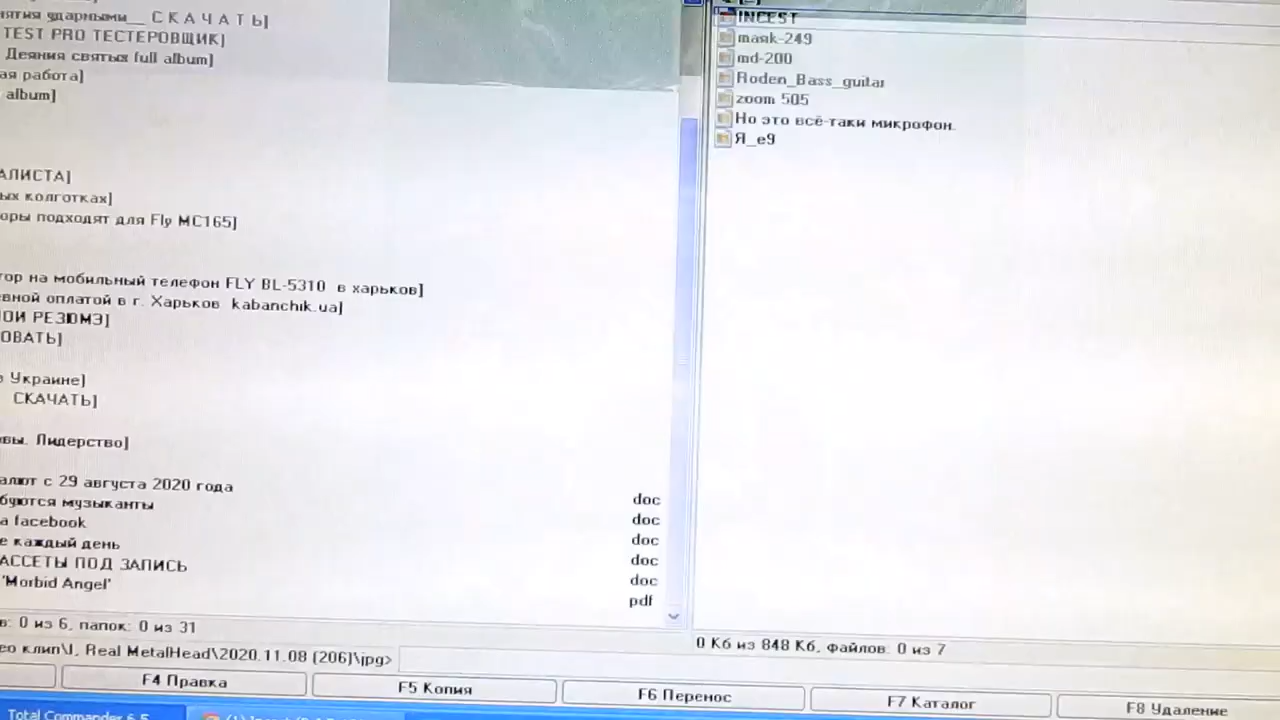 нятия ударными__ С К А Ч А Т Ь]
TEST PRO ТЕСТЕРОВЩИК]
Деяния святых full album]
ая работа]
album]
АЛИСТА]
ых колготках]
оры подходят для Fly MC165]
тор на мобильный телефон FLY BL-5310 в харьков]
вной оплатой в г. Харьков kabanchik.ua]
ОЙ РЕЗЮМЭ]
ОВАТЬ]
Украине]
СКАЧАТЬ]
вы. Лидерство]
алют с 29 августа 2020 года
буются музыканты doc
а facebook doc
е каждый день doc
АССЕТЫ ПОД ЗАПИСЬ doc
'Morbid Angel' doc
pdf
в: 0 из 6, папок: 0 из 31
ео клип\I, Real MetalHead\2020.11.08 (206)\jpg>
INCEST
mask-249
md-200
Roden_Bass_guitar
zoom 505
Но это всё-таки микрофон.
Я_е9
0 Кб из 848 Кб, файлов: 0 из 7
F4 Правка
F5 Копия
F6 Перенос
F7 Каталог
F8 Удаление
Total Commander 6.5